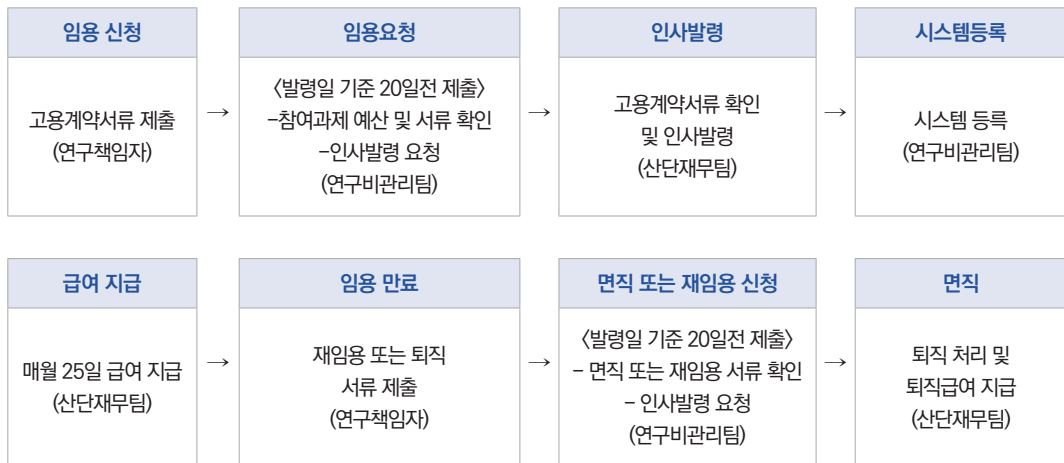 임용 신청
고용계약서류 제출
(연구책임자)
→
임용요청
〈발령일 기준 20일전 제출〉
-참여과제 예산 및 서류 확인
-인사발령 요청
(연구비관리팀)
→
인사발령
고용계약서류 확인
및 인사발령
(산단재무팀)
→
시스템등록
시스템 등록
(연구비관리팀)
급여 지급
매월 25일 급여 지급
(산단재무팀)
→
임용 만료
재임용 또는 퇴직
서류 제출
(연구책임자)
→
면직 또는 재임용 신청
〈발령일 기준 20일전 제출〉
- 면직 또는 재임용 서류 확인
- 인사발령 요청
(연구비관리팀)
→
면직
퇴직 처리 및
퇴직급여 지급
(산단재무팀)